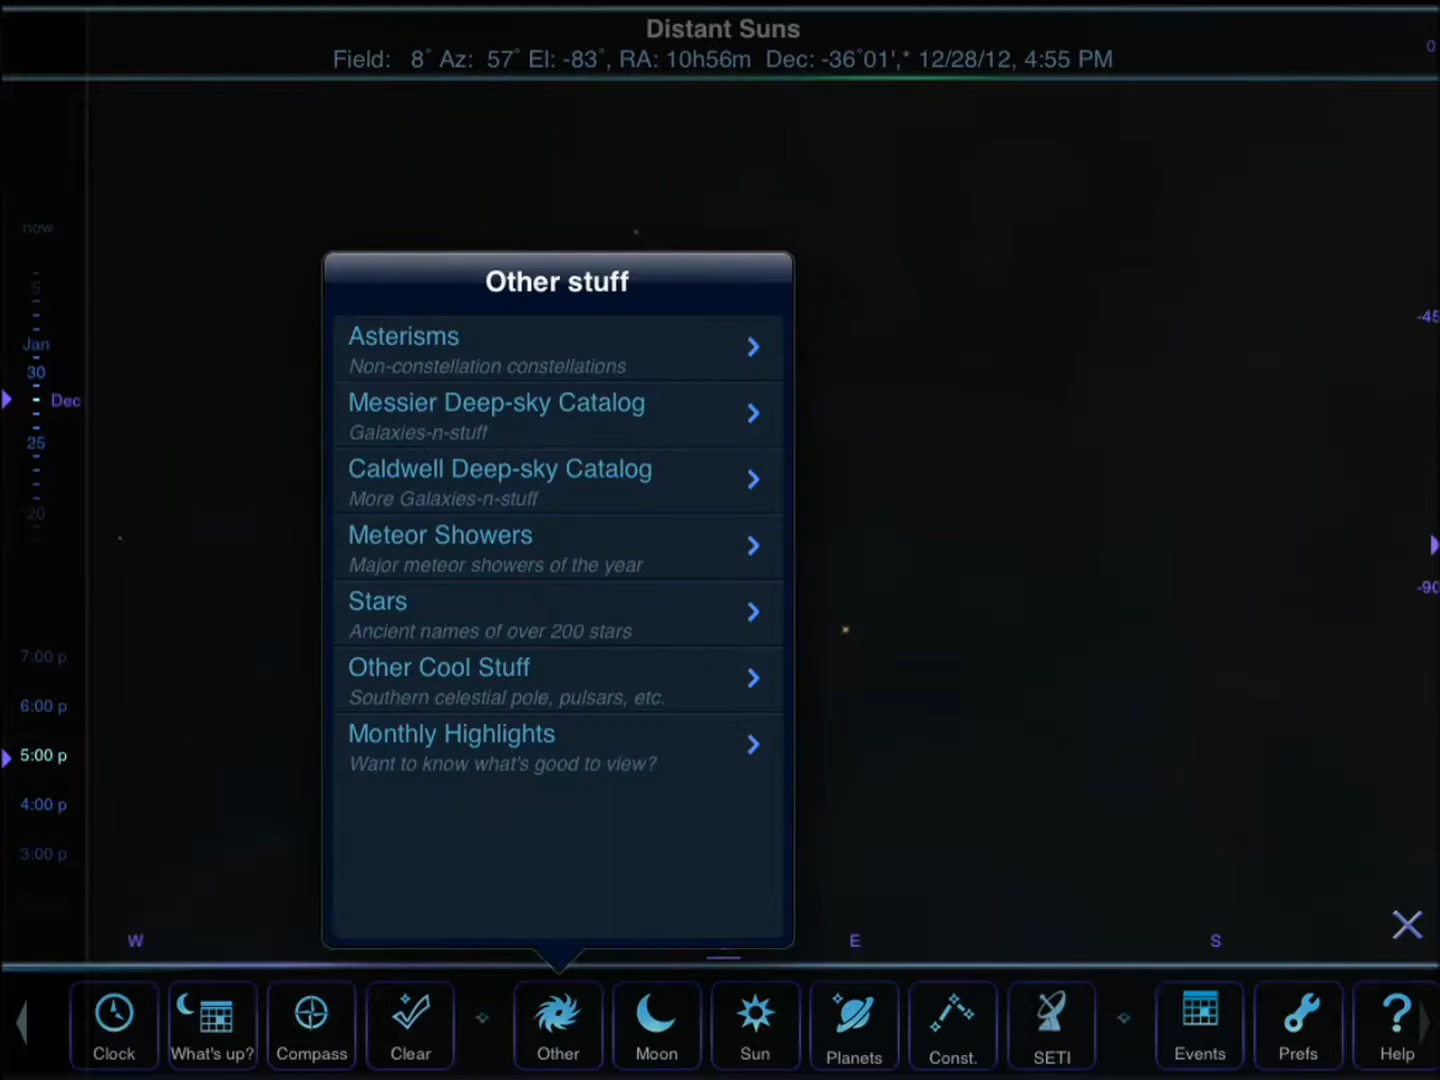 Distant Suns
Field: 8° Az: 57° El: -83°, RA: 10h56m Dec: -36°01',* 12/28/12, 4:55 PM
0
now
Jan
30
Dec
25
20
7:00 p
6:00 p
5:00 p
4:00 p
3:00 p
Other stuff
Asterisms
Non-constellation constellations
Messier Deep-sky Catalog
Galaxies-n-stuff
Caldwell Deep-sky Catalog
More Galaxies-n-stuff
Meteor Showers
Major meteor showers of the year
Stars
Ancient names of over 200 stars
Other Cool Stuff
Southern celestial pole, pulsars, etc.
Monthly Highlights
Want to know what's good to view?
-45
-90
W
E
S
Clock
What's up?
Compass
Clear
Other
Moon
Sun
Planets
Const.
SETI
Events
Prefs
?
Help